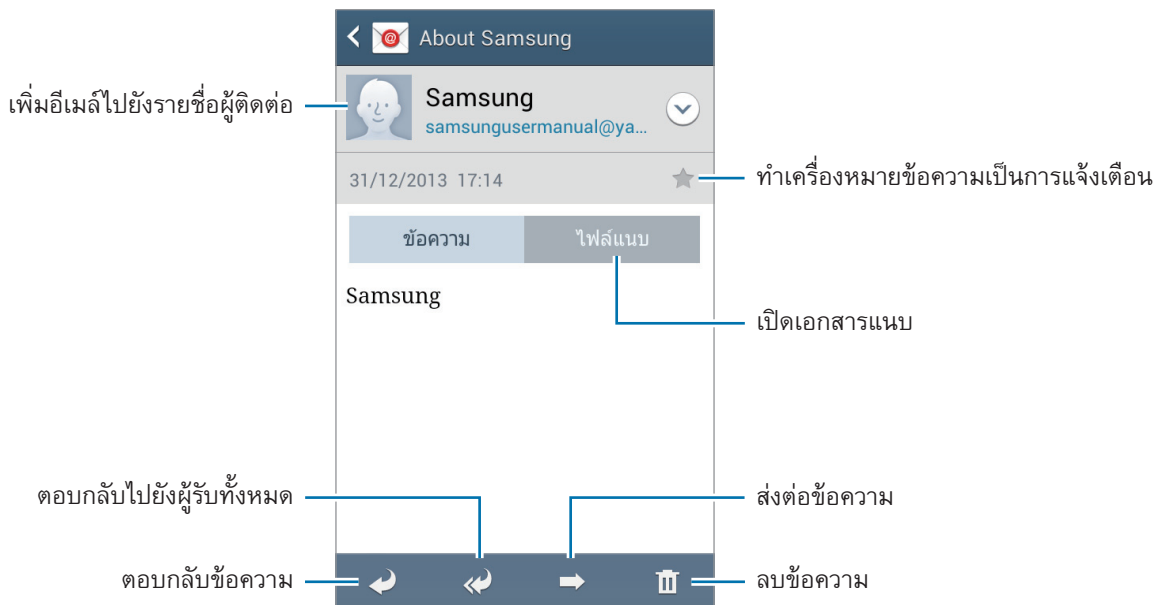 About Samsung
เพิ่มอีเมล์ไปยังรายชื่อผู้ติดต่อ
Samsung
samsungusermanual@ya...
31/12/2013 17:14
ทำเครื่องหมายข้อความเป็นการแจ้งเตือน
ข้อความ
ไฟล์แนบ
Samsung
เปิดเอกสารแนบ
ตอบกลับไปยังผู้รับทั้งหมด
ส่งต่อข้อความ
ตอบกลับข้อความ
ลบข้อความ